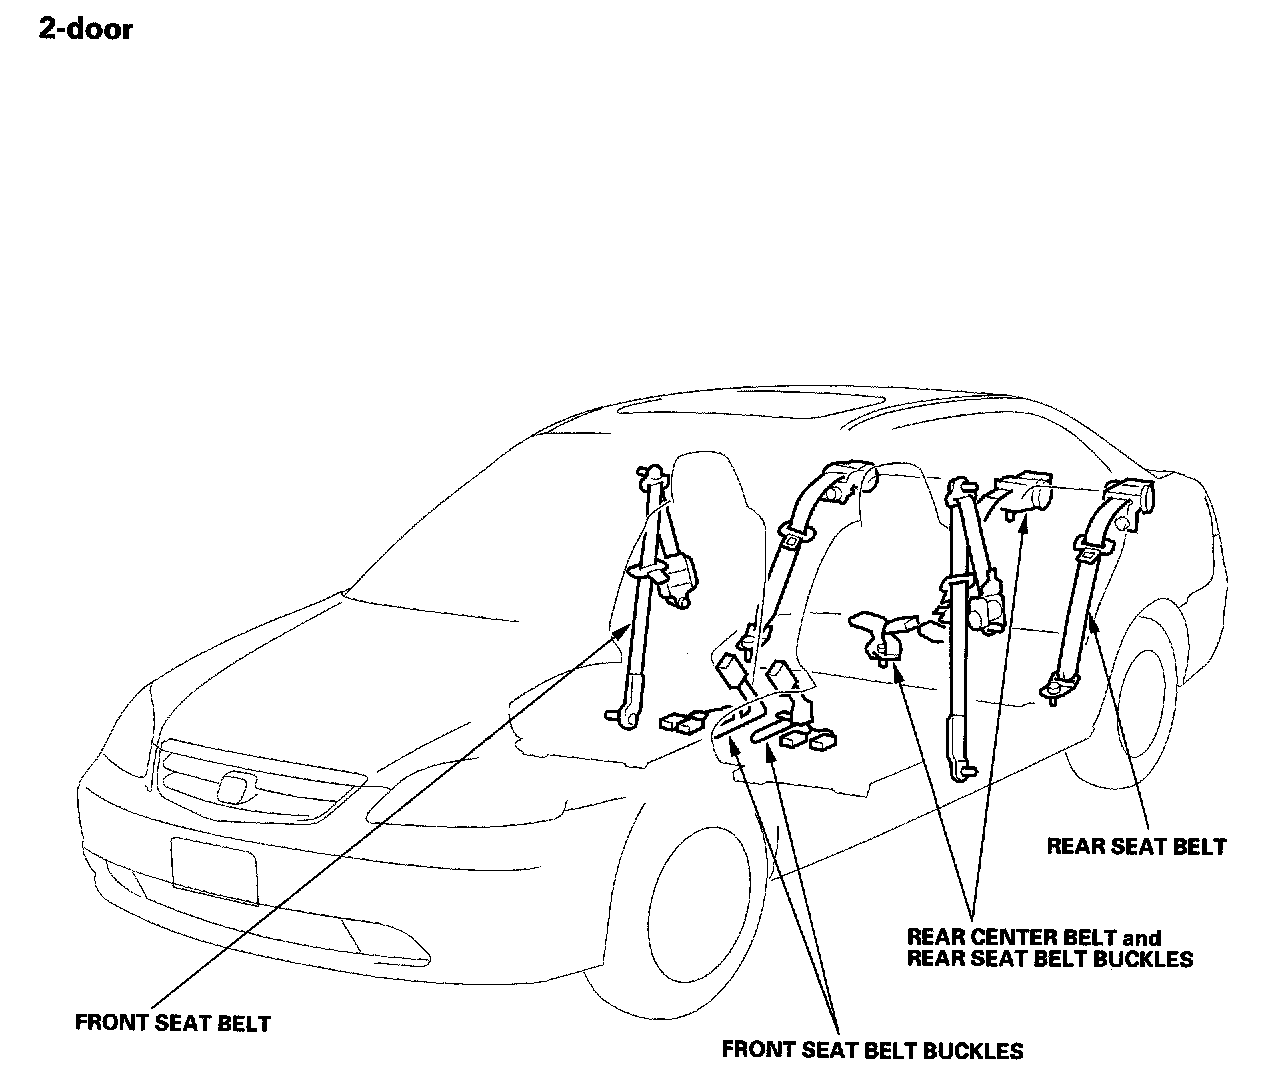 2-door
REAR SEAT BELT
REAR CENTER BELT and
REAR SEAT BELT BUCKLES
FRONT SEAT BELT
FRONT SEAT BELT BUCKLES